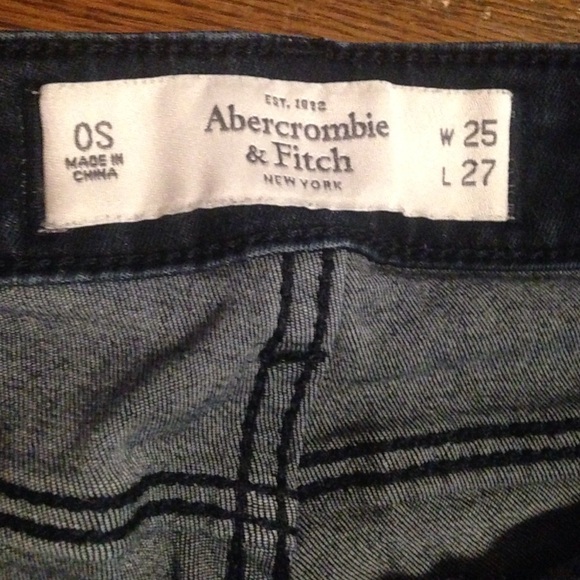 0S
MADE IN
CHINA
EST. 1892
Abercrombie
& Fitch
NEW YORK
W 25
L 27